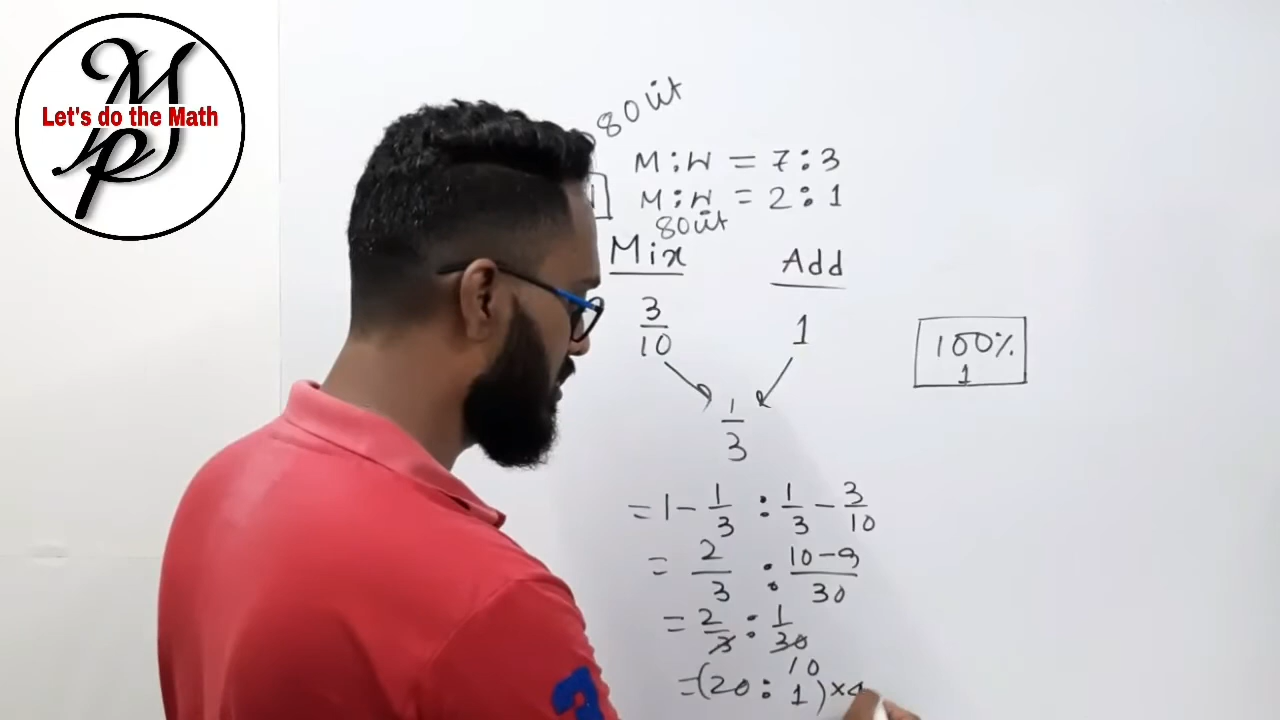 Let's do the Math
MP
80 lit
M:W = 7:3
M:W = 2:1
80 lit
Mix Add
3/10 1
100%
1
1/3
= 1 - 1/3 : 1/3 - 3/10
= 2/3 : 10-9/30
= 2/3 : 1/30
10
= (20 : 1) ×4